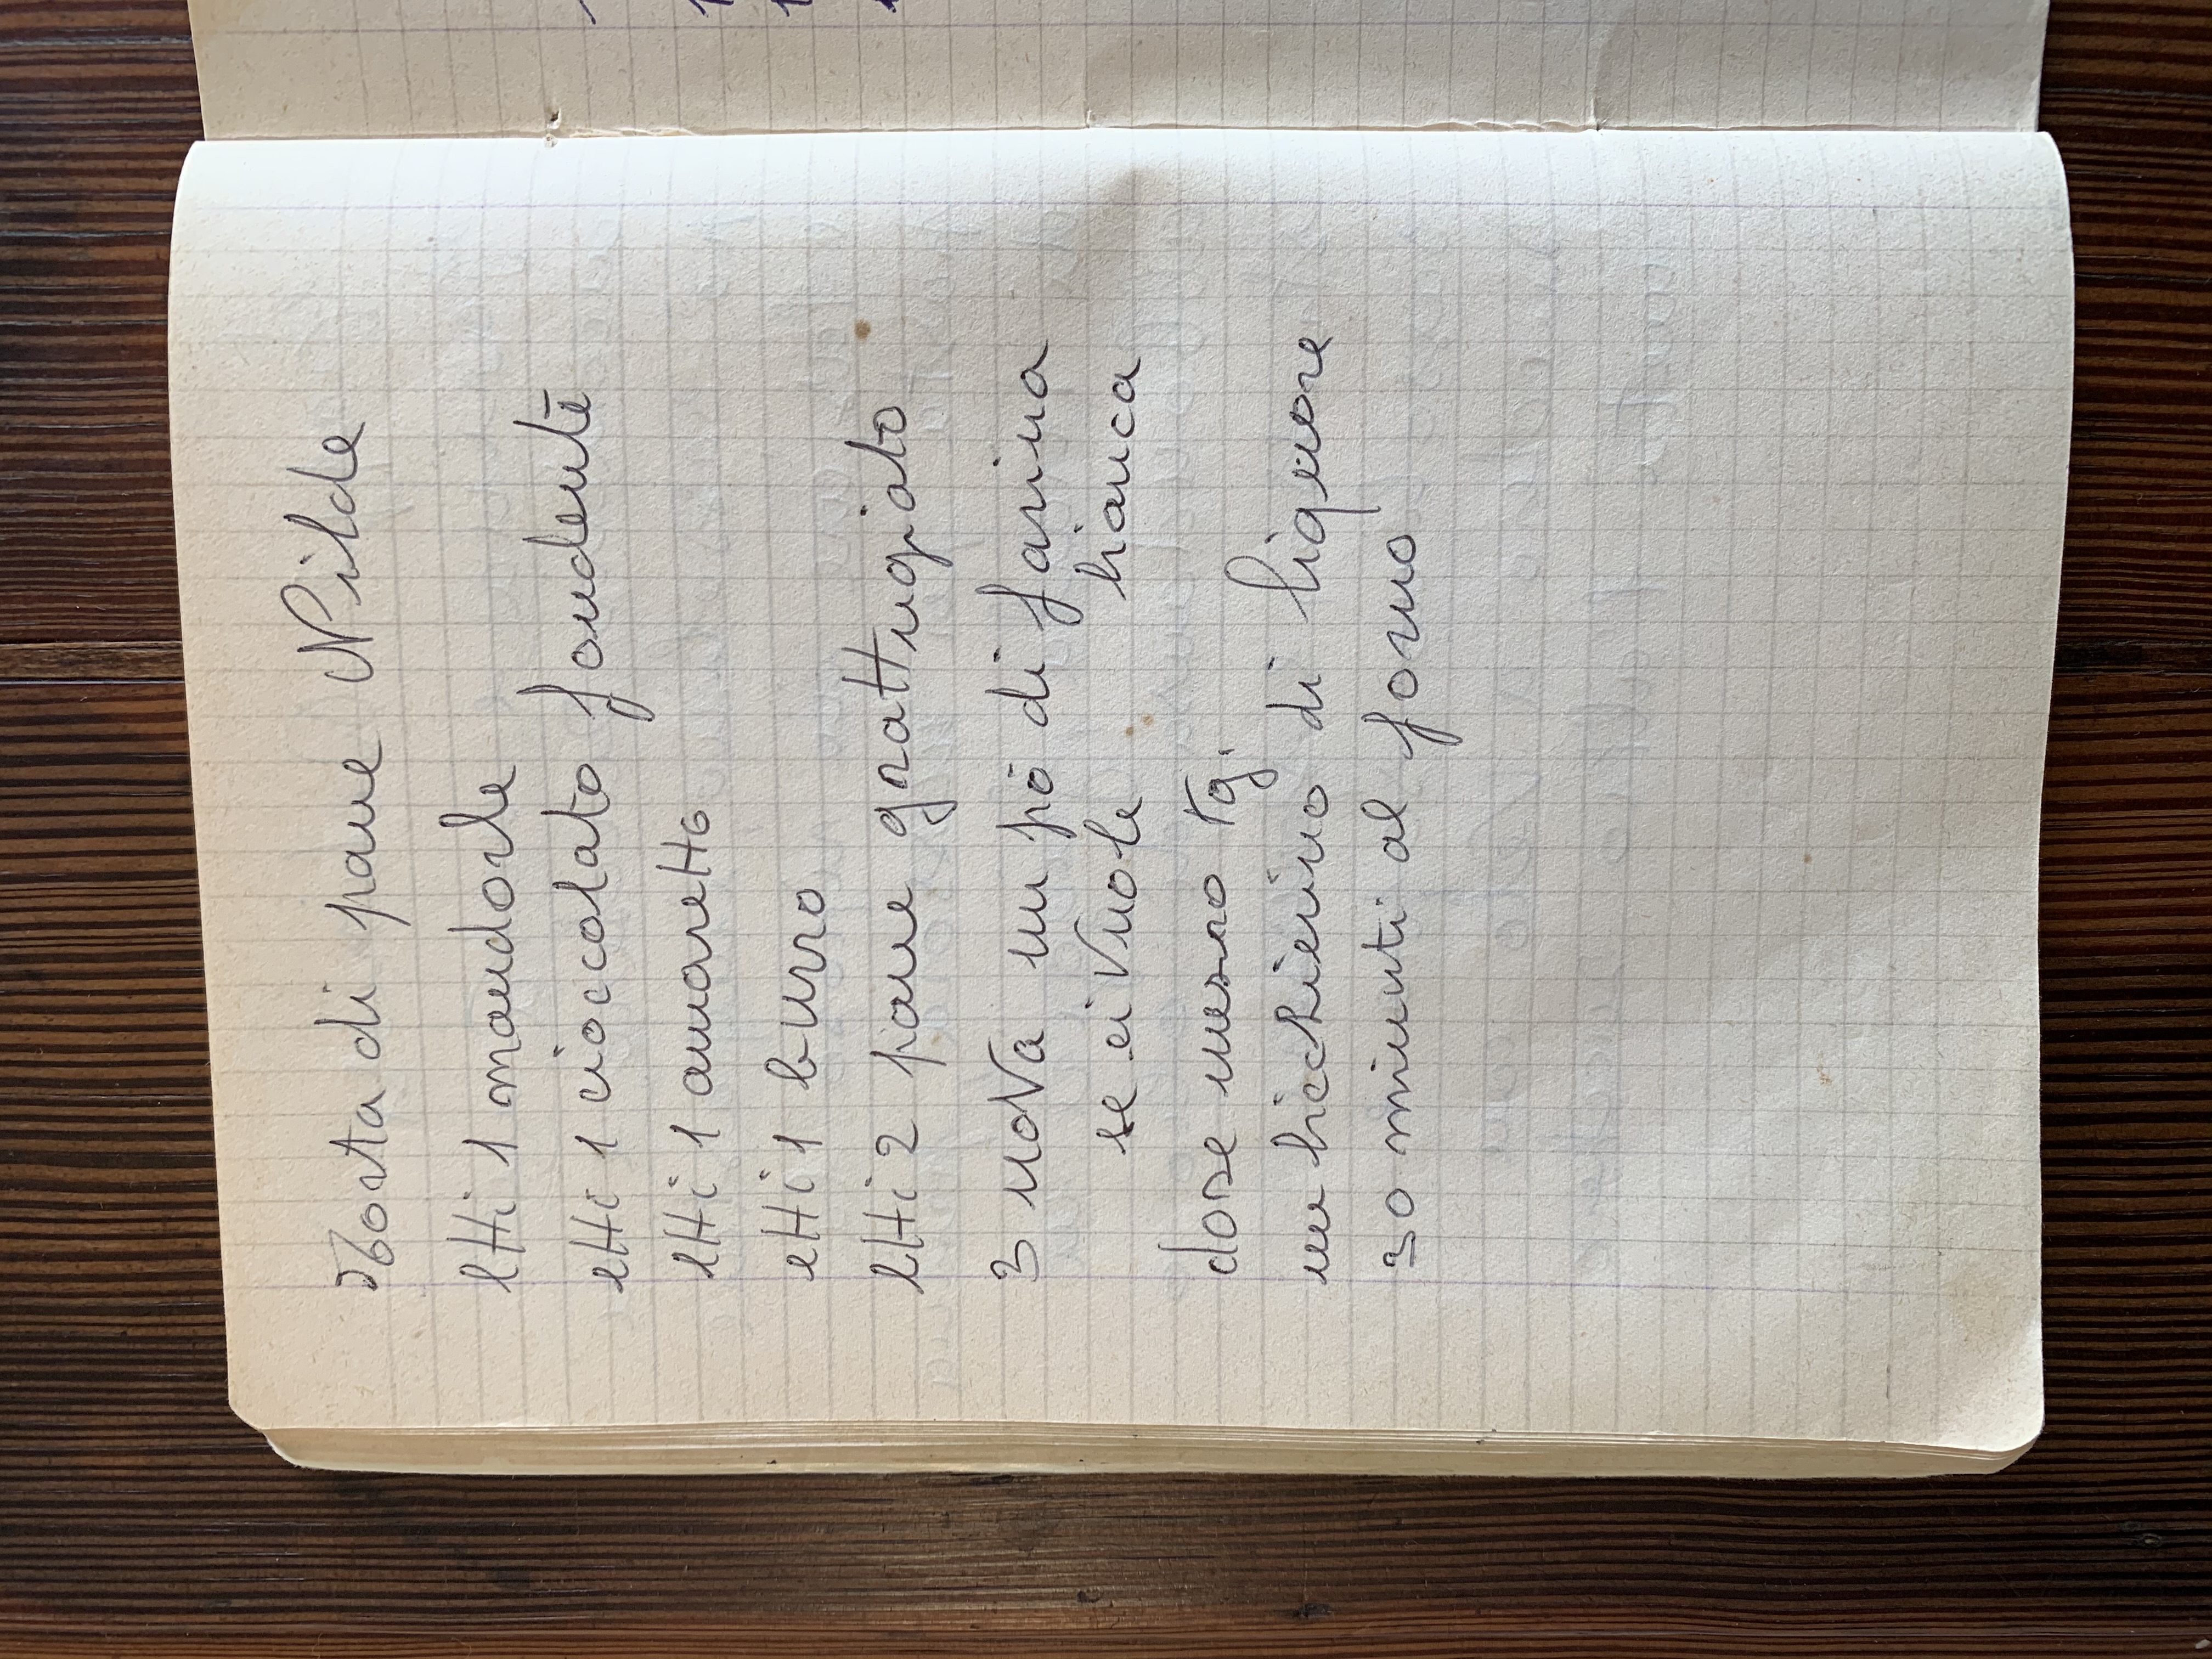 Torta di pane Nilde
etti 1 mandorle
etti 1 cioccolato fondente
etti 1 amaretto
etti 1 burro
etti 2 pane grattugiato
3 uova un pò di farina
se ci vuole bianca
dose mezzo kg.
un bicchierino di liquore
30 minuti al forno